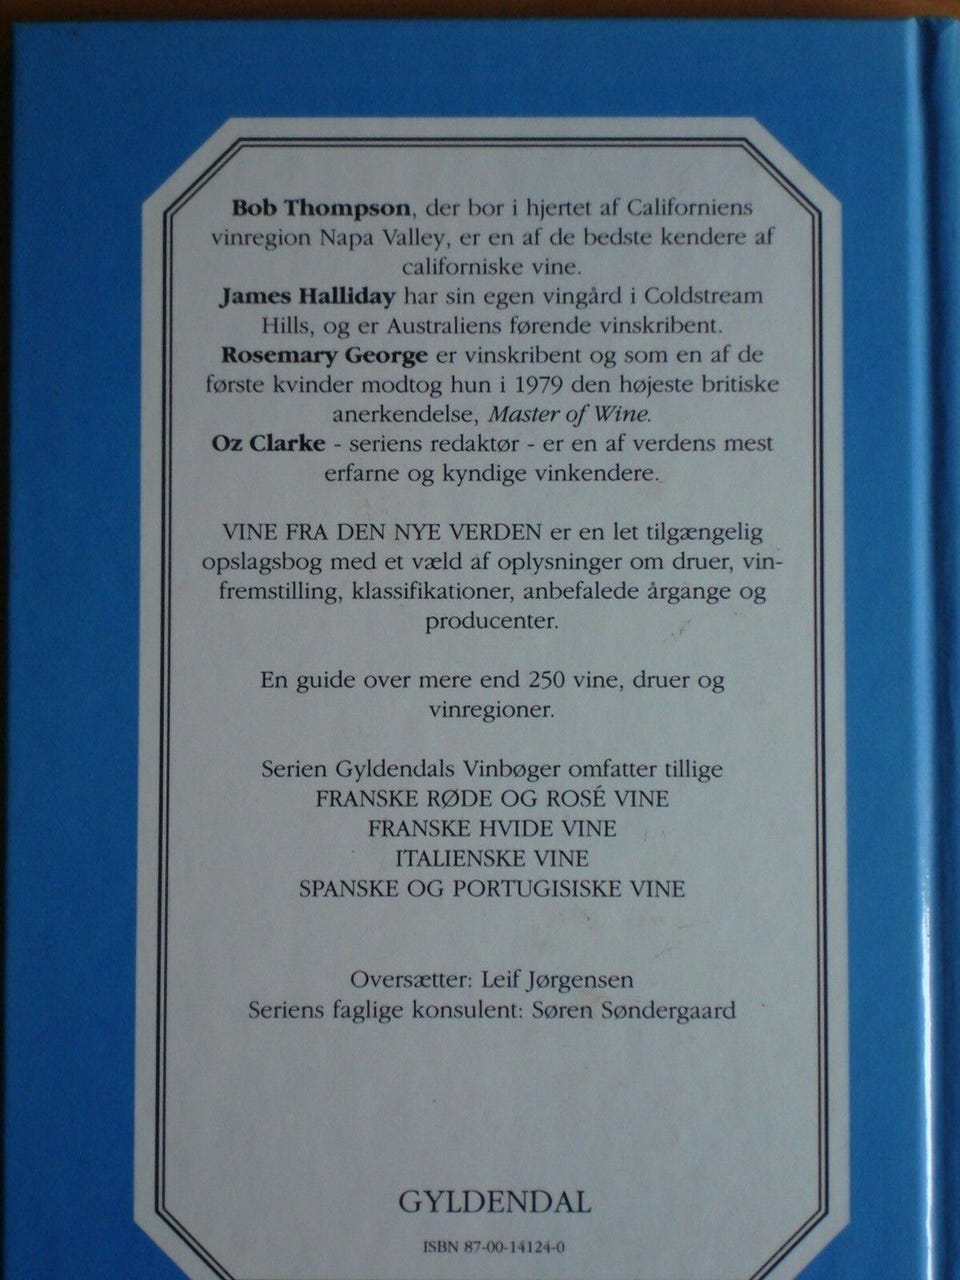 Bob Thompson, der bor i hjertet af Californiens
vinregion Napa Valley, er en af de bedste kendere af
californiske vine.
James Halliday har sin egen vingård i Coldstream
Hills, og er Australiens førende vinskribent.
Rosemary George er vinskribent og som en af de
første kvinder modtog hun i 1979 den højeste britiske
anerkendelse, Master of Wine.
Oz Clarke - seriens redaktør - er en af verdens mest
erfarne og kyndige vinkendere.
VINE FRA DEN NYE VERDEN er en let tilgængelig
opslagsbog med et væld af oplysninger om druer, vin-
fremstilling, klassifikationer, anbefalede årgange og
producenter.
En guide over mere end 250 vine, druer og
vinregioner.
Serien Gyldendals Vinbøger omfatter tillige
FRANSKE RØDE OG ROSÉ VINE
FRANSKE HVIDE VINE
ITALIENSKE VINE
SPANSKE OG PORTUGISISKE VINE
Oversætter: Leif Jørgensen
Seriens faglige konsulent: Søren Søndergaard
GYLDENDAL
ISBN 87-00-14124-0